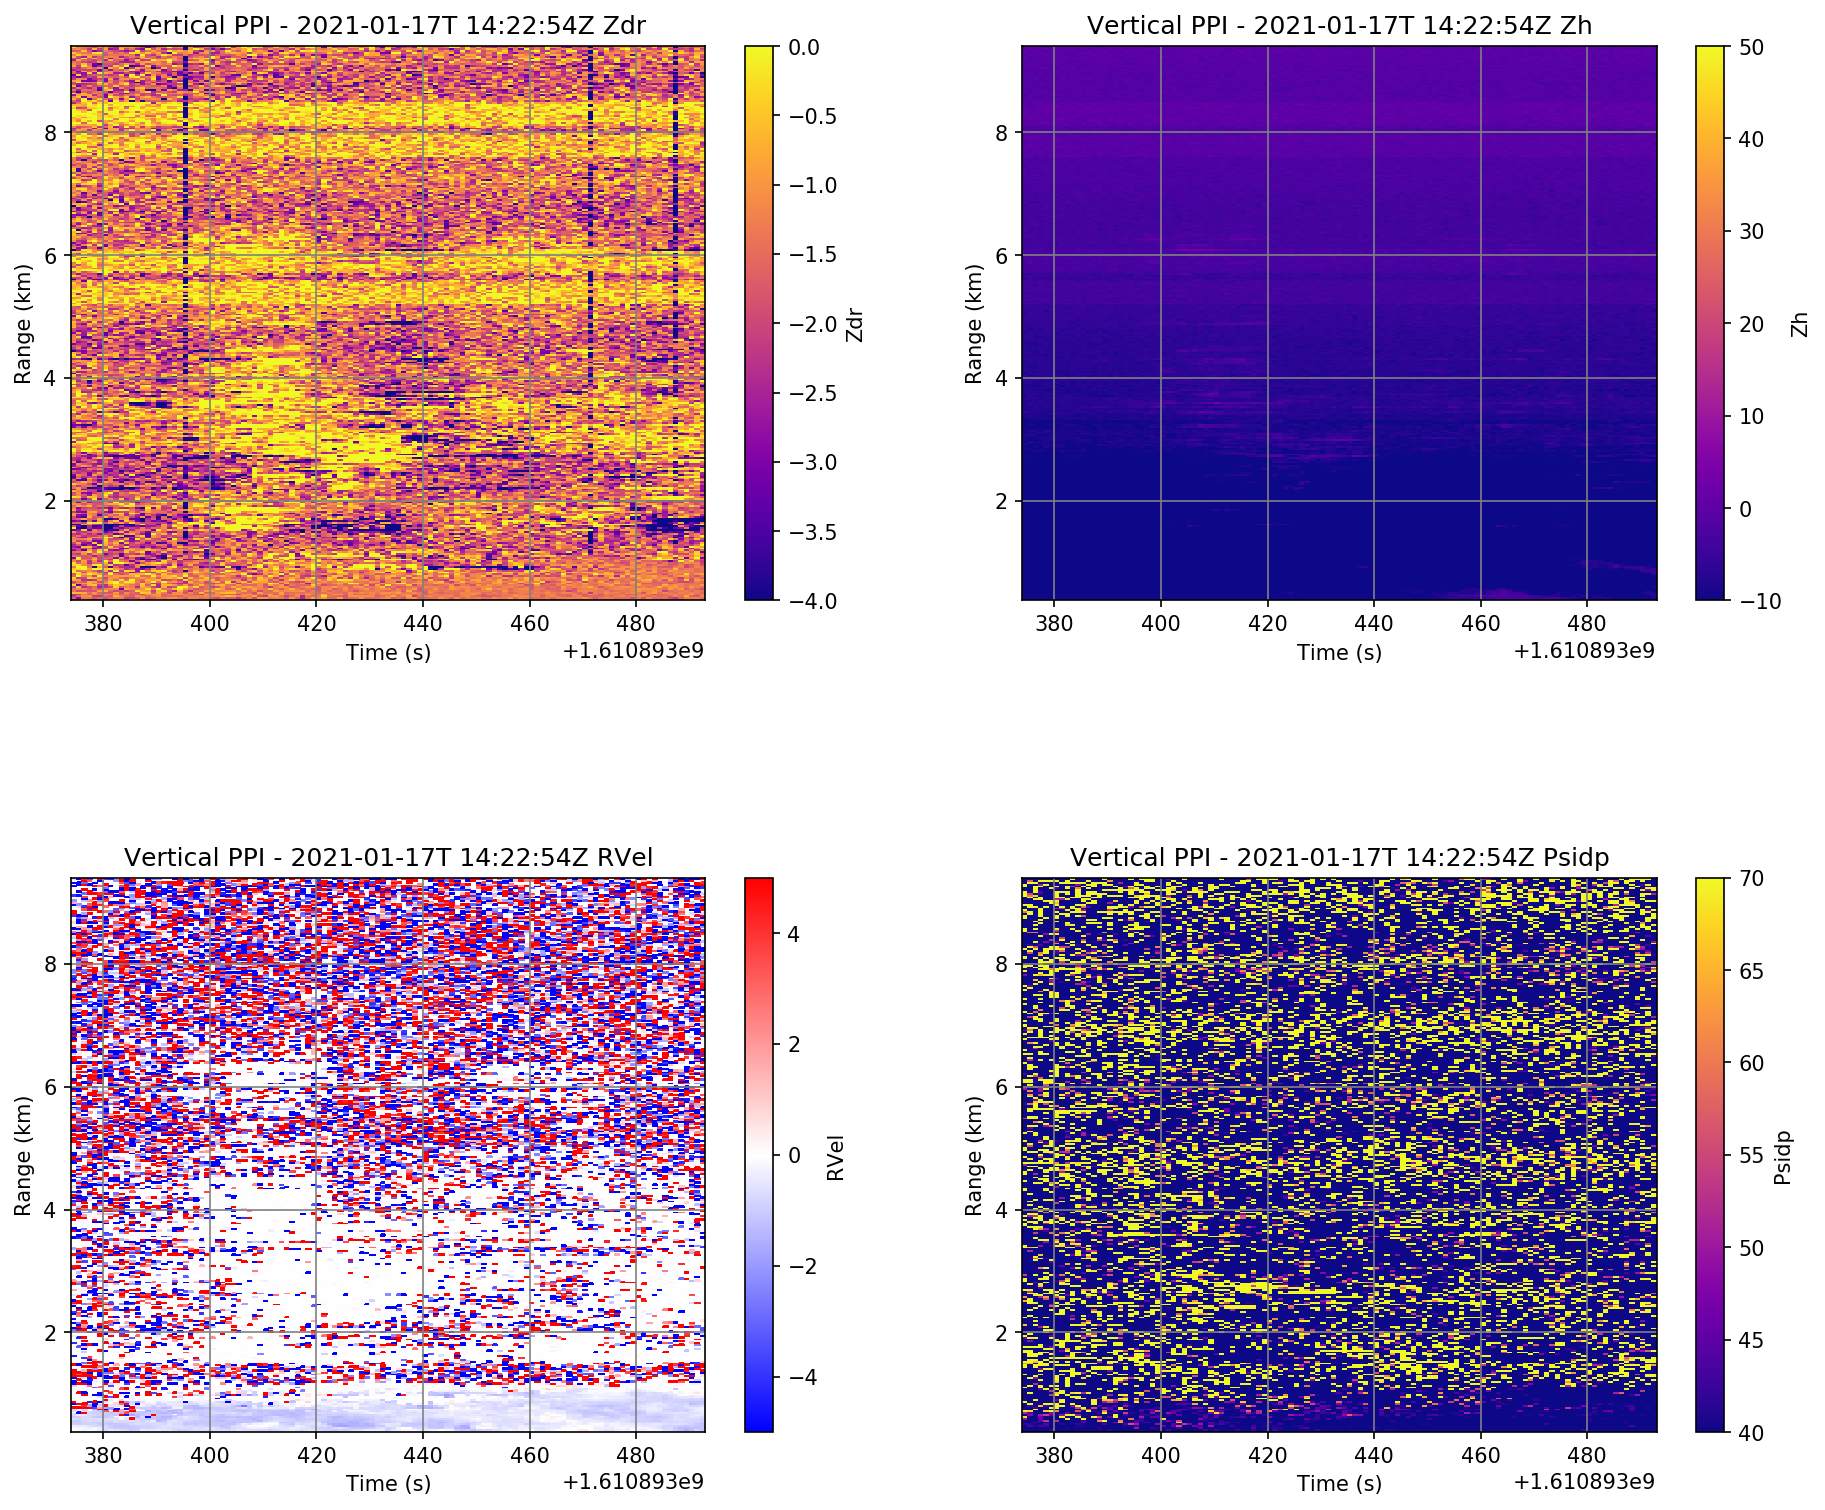 Vertical PPI - 2021-01-17T 14:22:54Z Zdr
Range (km)
8
6
4
2
380 400 420 440 460 480
Time (s)
+1.610893e9
0.0
−0.5
−1.0
−1.5
−2.0
−2.5
−3.0
−3.5
−4.0
Zdr
Vertical PPI - 2021-01-17T 14:22:54Z Zh
Range (km)
8
6
4
2
380 400 420 440 460 480
Time (s)
+1.610893e9
50
40
30
20
10
0
−10
Zh
Vertical PPI - 2021-01-17T 14:22:54Z RVel
Range (km)
8
6
4
2
380 400 420 440 460 480
Time (s)
+1.610893e9
4
2
0
−2
−4
RVel
Vertical PPI - 2021-01-17T 14:22:54Z Psidp
Range (km)
8
6
4
2
380 400 420 440 460 480
Time (s)
+1.610893e9
70
65
60
55
50
45
40
Psidp